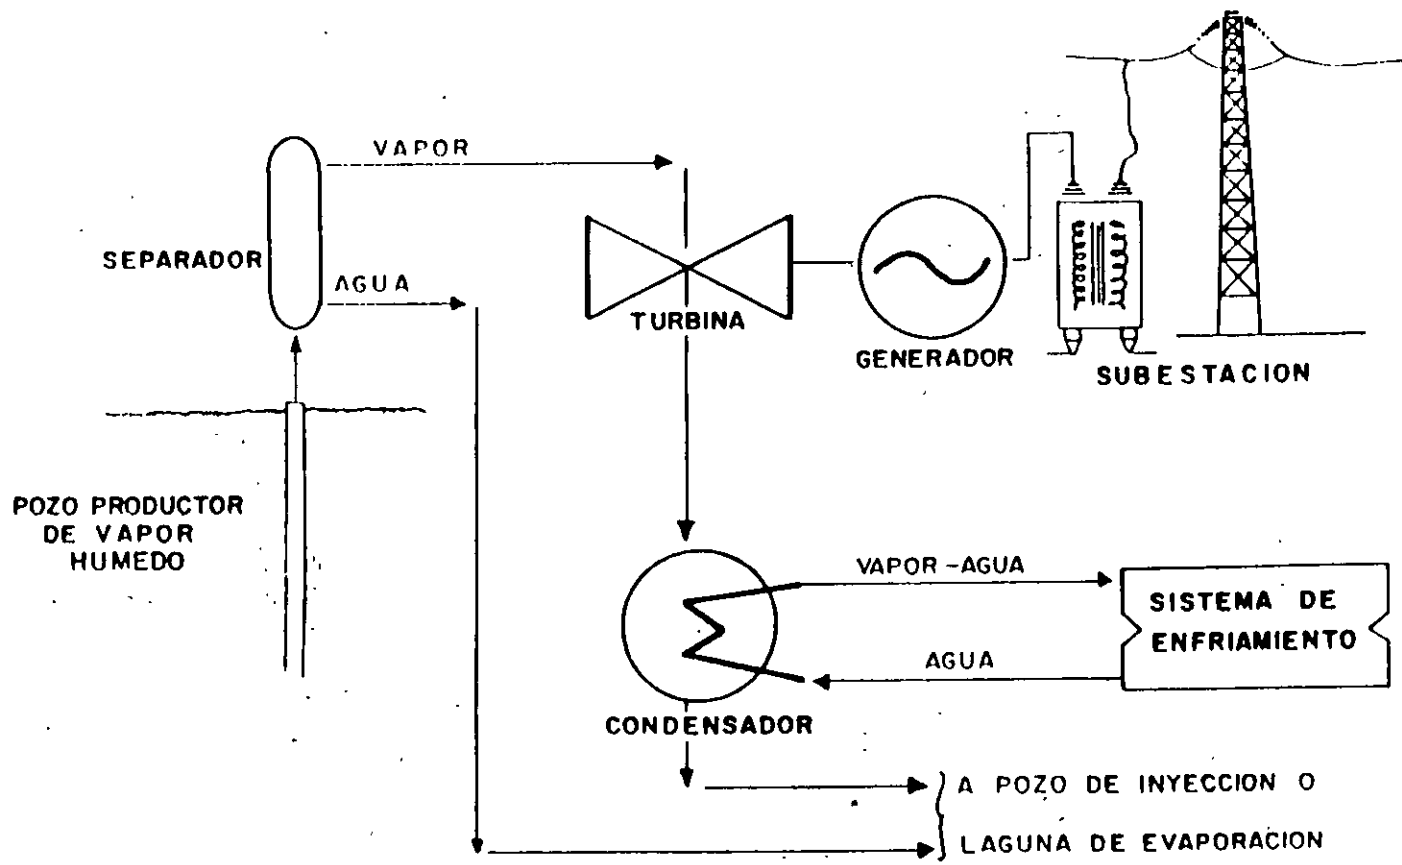 VAPOR
SEPARADOR
AGUA
TURBINA
GENERADOR
SUBESTACION
POZO PRODUCTOR
DE VAPOR
HUMEDO
VAPOR-AGUA
SISTEMA DE
ENFRIAMIENTO
AGUA
CONDENSADOR
A POZO DE INYECCION O
LAGUNA DE EVAPORACION